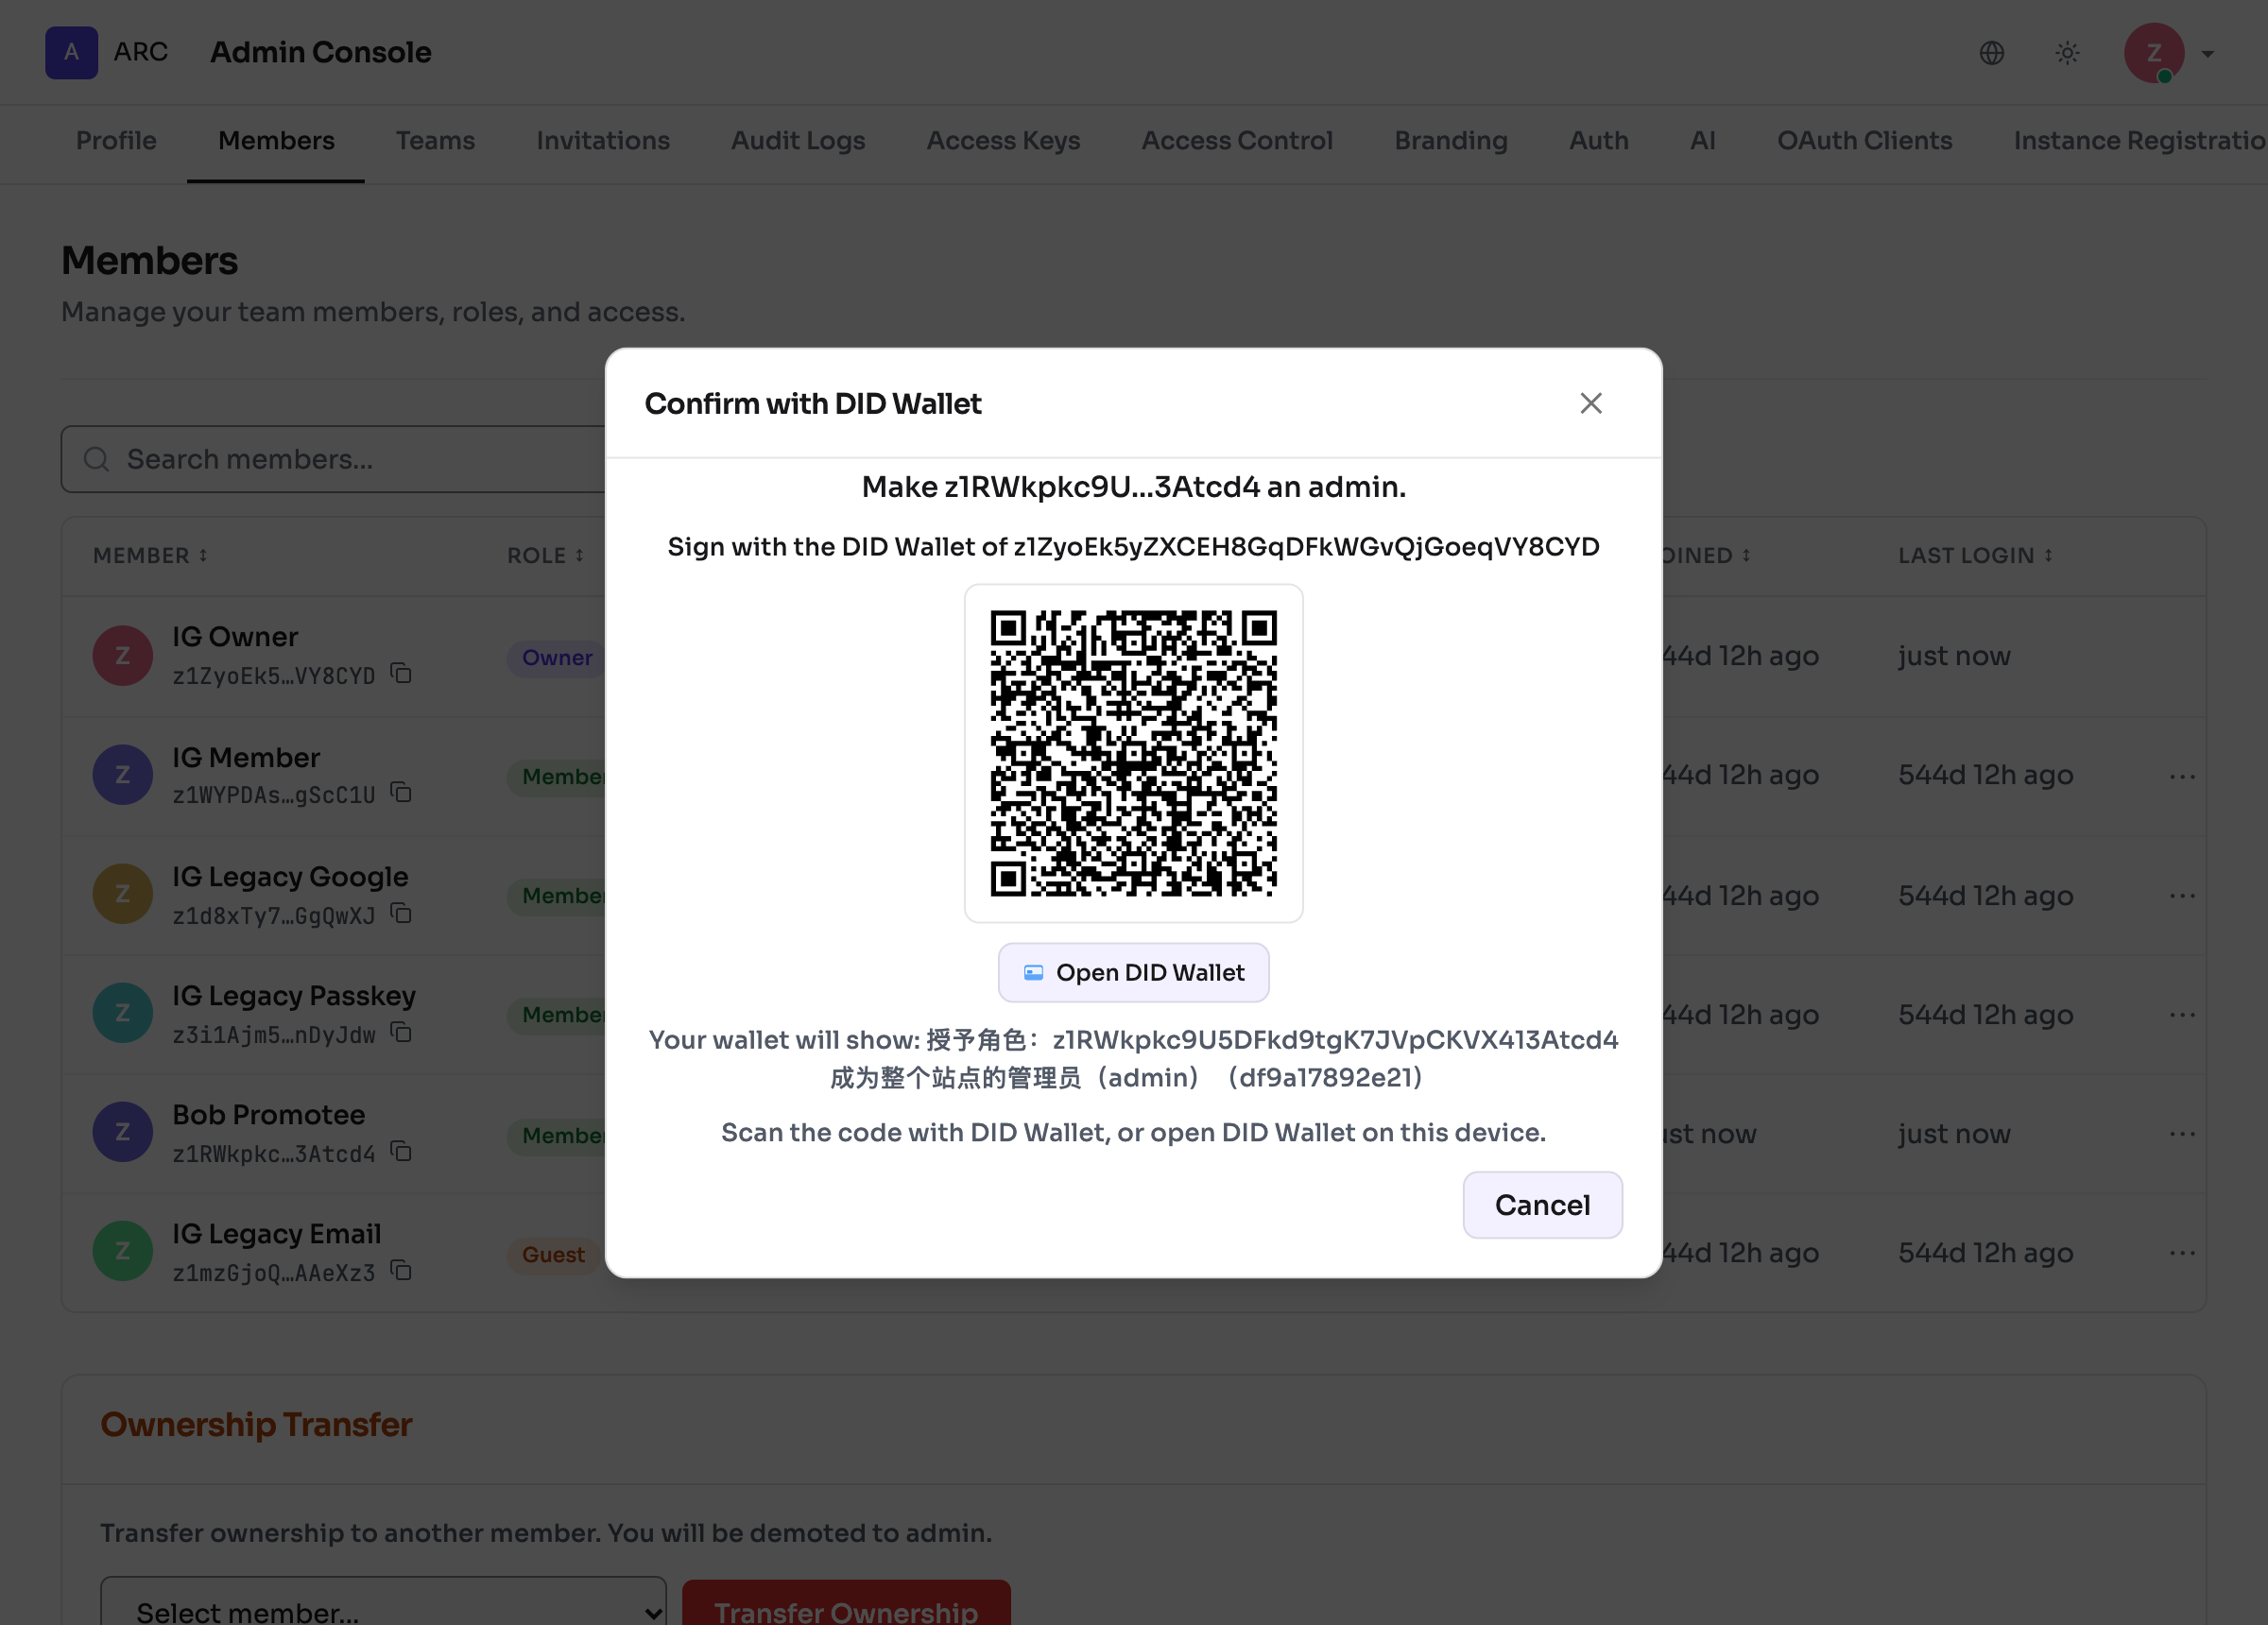 A ARC Admin Console Z
Profile Members Teams Invitations Audit Logs Access Keys Access Control Branding Auth AI OAuth Clients Instance Registratio
Members
Manage your team members, roles, and access.
Confirm with DID Wallet
Make z1RWkpkc9U...3Atcd4 an admin.
Sign with the DID Wallet of z1ZyoEk5yZXCEH8GqDFkWGvQjGoeqVY8CYD
Open DID Wallet
Your wallet will show: 授予角色：z1RWkpkc9U5DFkd9tgK7JVpCKVX413Atcd4
成为整个站点的管理员（admin）（df9a17892e21）
Scan the code with DID Wallet, or open DID Wallet on this device.
Cancel
Search members...
MEMBER ROLE OINED LAST LOGIN
Z IG Owner
z1ZyoEk5…VY8CYD
Owner 44d 12h ago just now
Z IG Member
z1WYPDAs…gScC1U
Member 44d 12h ago 544d 12h ago
Z IG Legacy Google
z1d8xTy7…GgQwXJ
Member 44d 12h ago 544d 12h ago
Z IG Legacy Passkey
z3i1Ajm5…nDyJdw
Member 44d 12h ago 544d 12h ago
Z Bob Promotee
z1RWkpkc…3Atcd4
Member ust now just now
Z IG Legacy Email
z1mzGjoQ…AAeXz3
Guest 44d 12h ago 544d 12h ago
Ownership Transfer
Transfer ownership to another member. You will be demoted to admin.
Select member...
Transfer Ownership